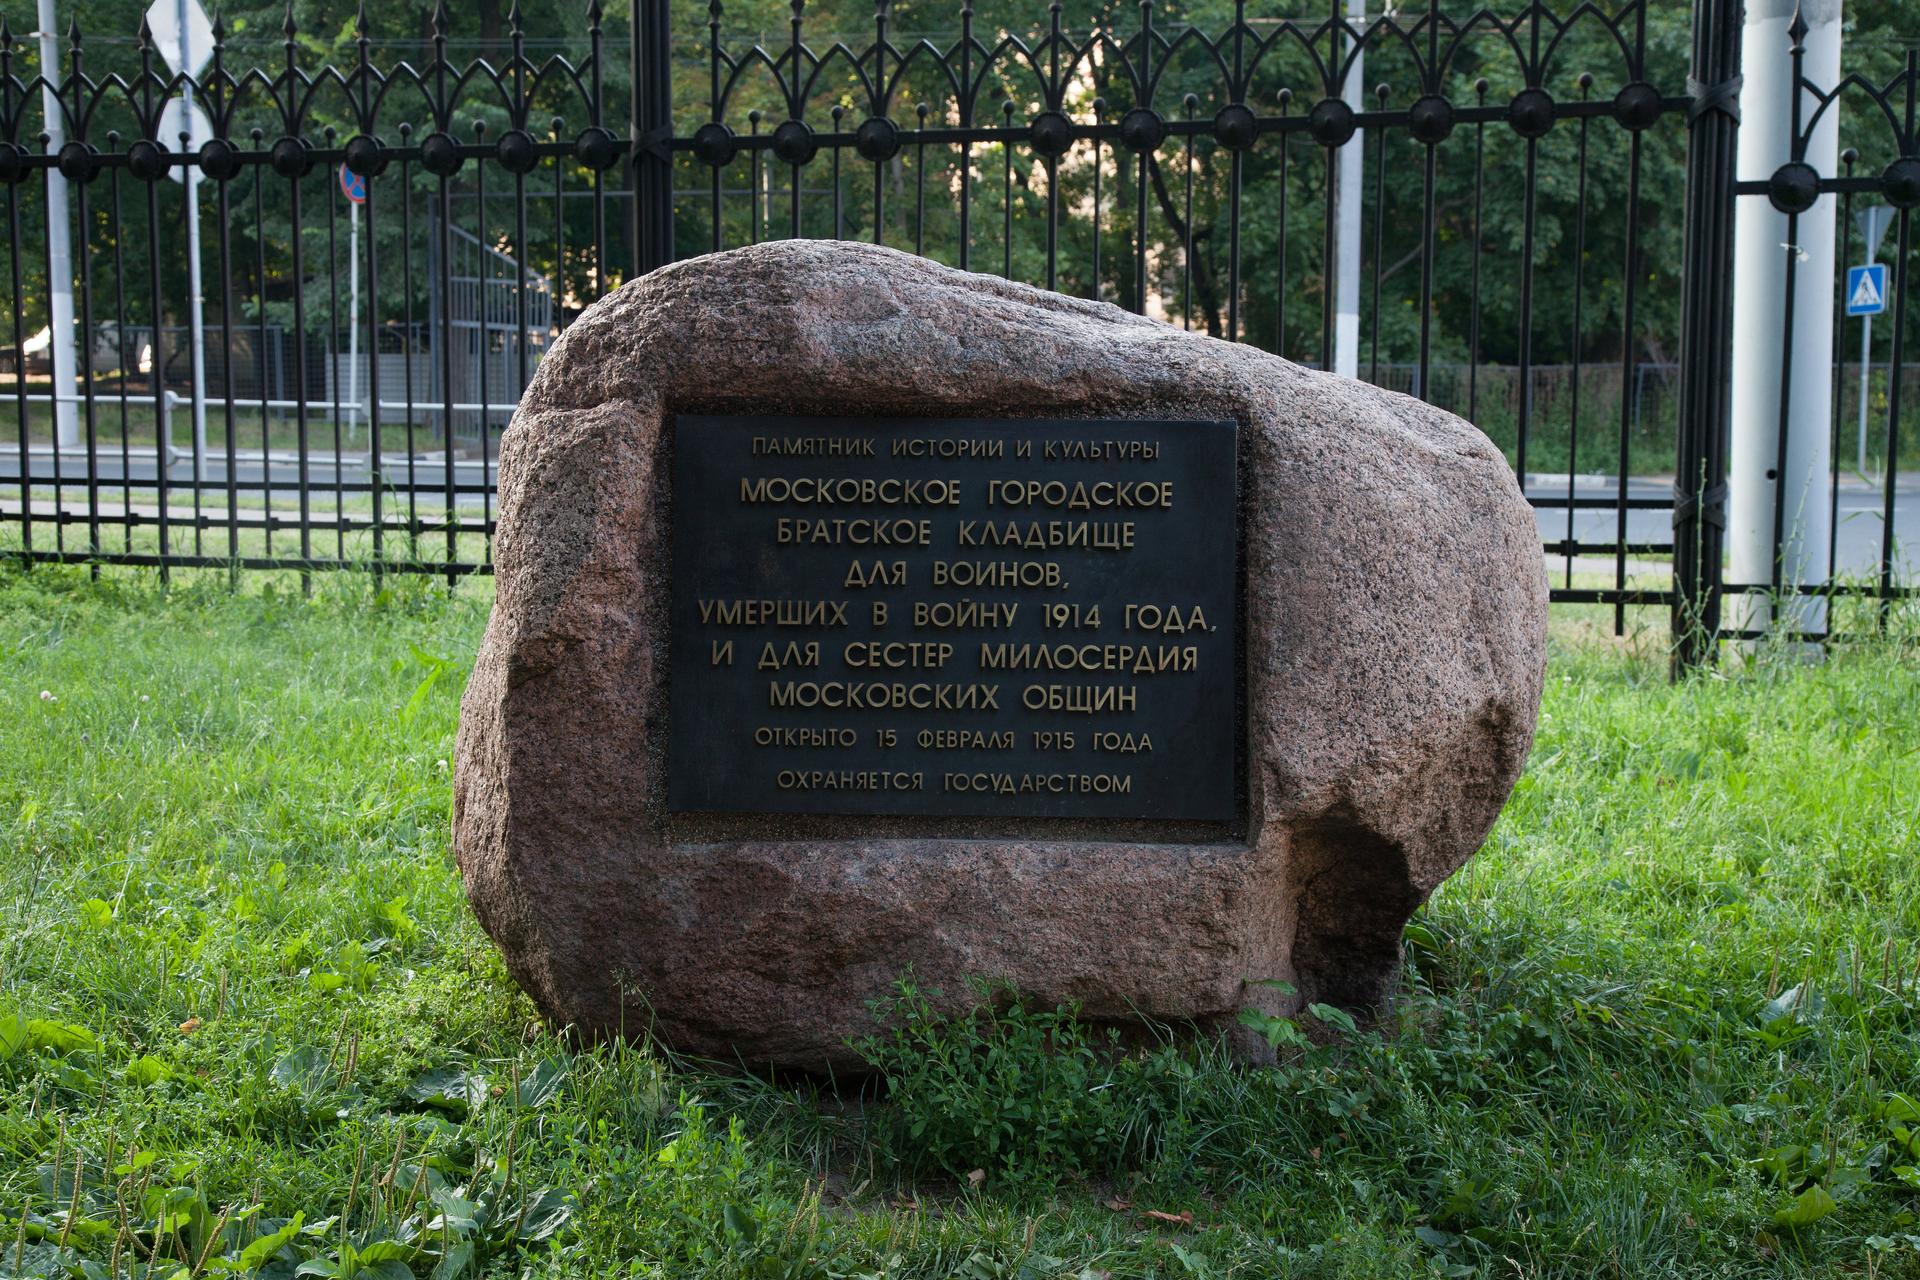 ПАМЯТНИК ИСТОРИИ И КУЛЬТУРЫ
МОСКОВСКОЕ ГОРОДСКОЕ
БРАТСКОЕ КЛАДБИЩЕ
ДЛЯ ВОИНОВ,
УМЕРШИХ В ВОЙНУ 1914 ГОДА,
И ДЛЯ СЕСТЕР МИЛОСЕРДИЯ
МОСКОВСКИХ ОБЩИН
ОТКРЫТО 15 ФЕВРАЛЯ 1915 ГОДА
ОХРАНЯЕТСЯ ГОСУДАРСТВОМ